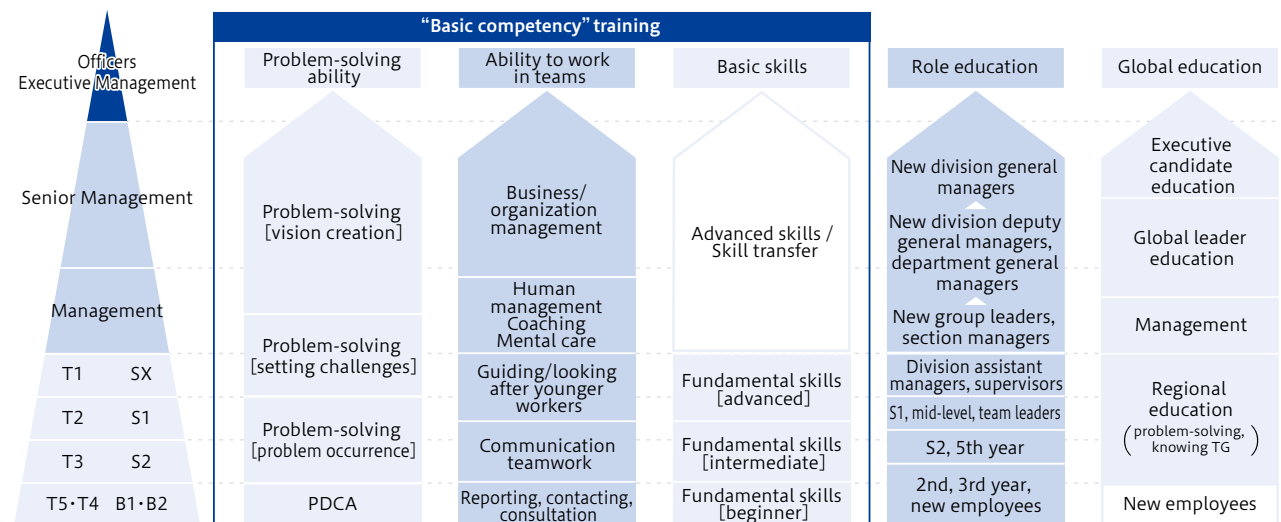 “Basic competency” training
Officers
Executive Management
Senior Management
Management
T1 SX
T2 S1
T3 S2
T5・T4 B1・B2
Problem-solving
ability
Problem-solving
[vision creation]
Problem-solving
[setting challenges]
Problem-solving
[problem occurrence]
PDCA
Ability to work
in teams
Business/
organization
management
Human
management
Coaching
Mental care
Guiding/looking
after younger
workers
Communication
teamwork
Reporting, contacting,
consultation
Basic skills
Advanced skills /
Skill transfer
Fundamental skills
[advanced]
Fundamental skills
[intermediate]
Fundamental skills
[beginner]
Role education
New division general
managers
New division deputy
general managers,
department general
managers
New group leaders,
section managers
Division assistant
managers, supervisors
S1, mid-level, team leaders
S2, 5th year
2nd, 3rd year,
new employees
Global education
Executive
candidate
education
Global leader
education
Management
Regional
education
(problem-solving,
knowing TG)
New employees